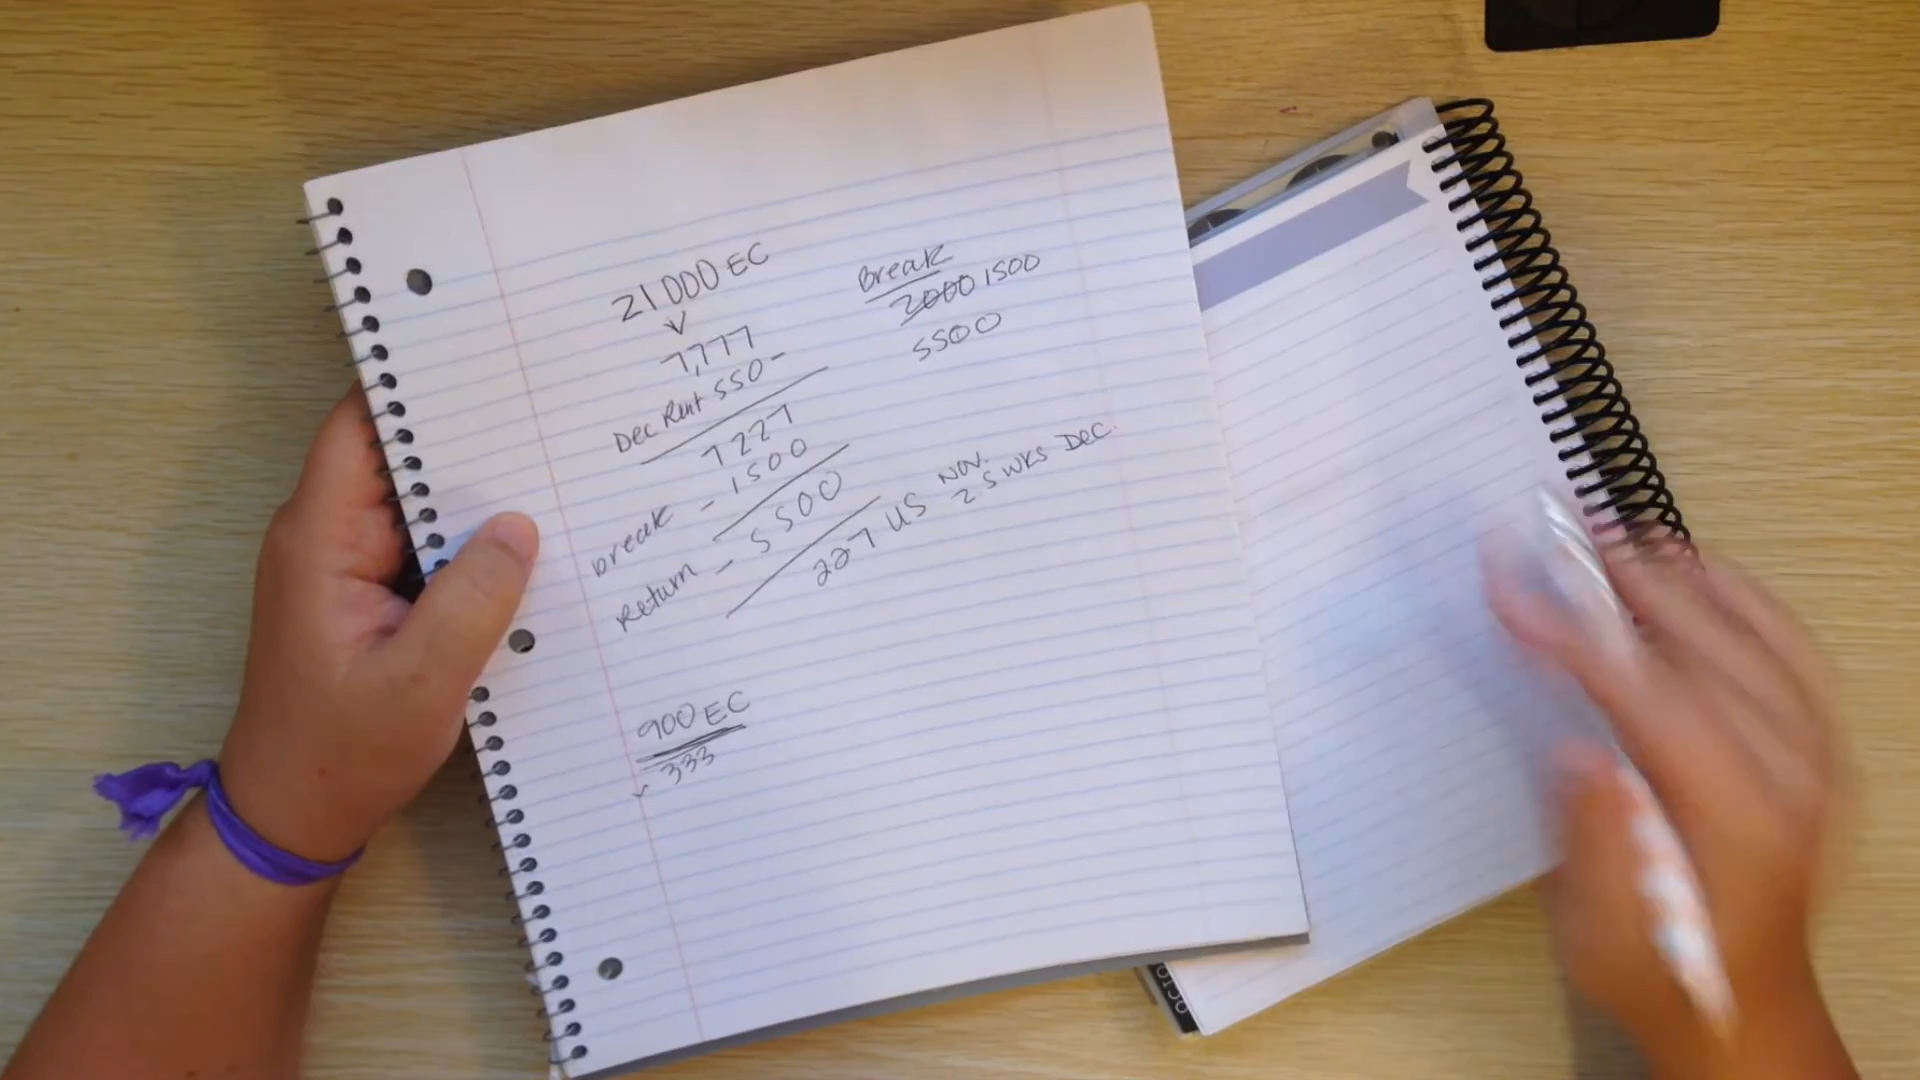 21000 EC
7,777
Dec Rent 550 -
7227
break - 1500
return - 5500
227 US Nov.
2.5 wks Dec.
Break
2000 1500
5500
900 EC
333
OCTO